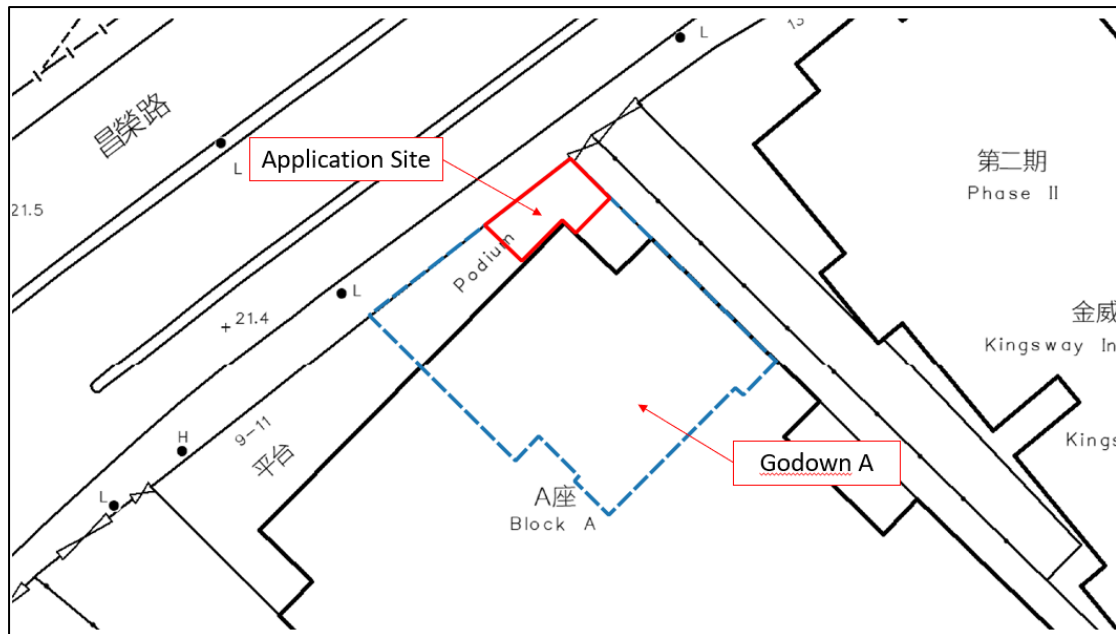 13
L
昌榮路
L
Application Site
第二期
Phase II
21.5
Podium
L
+ 21.4
金威
Kingsway In
9-11
H
平台
Kings
Godown A
L
A座
Block A